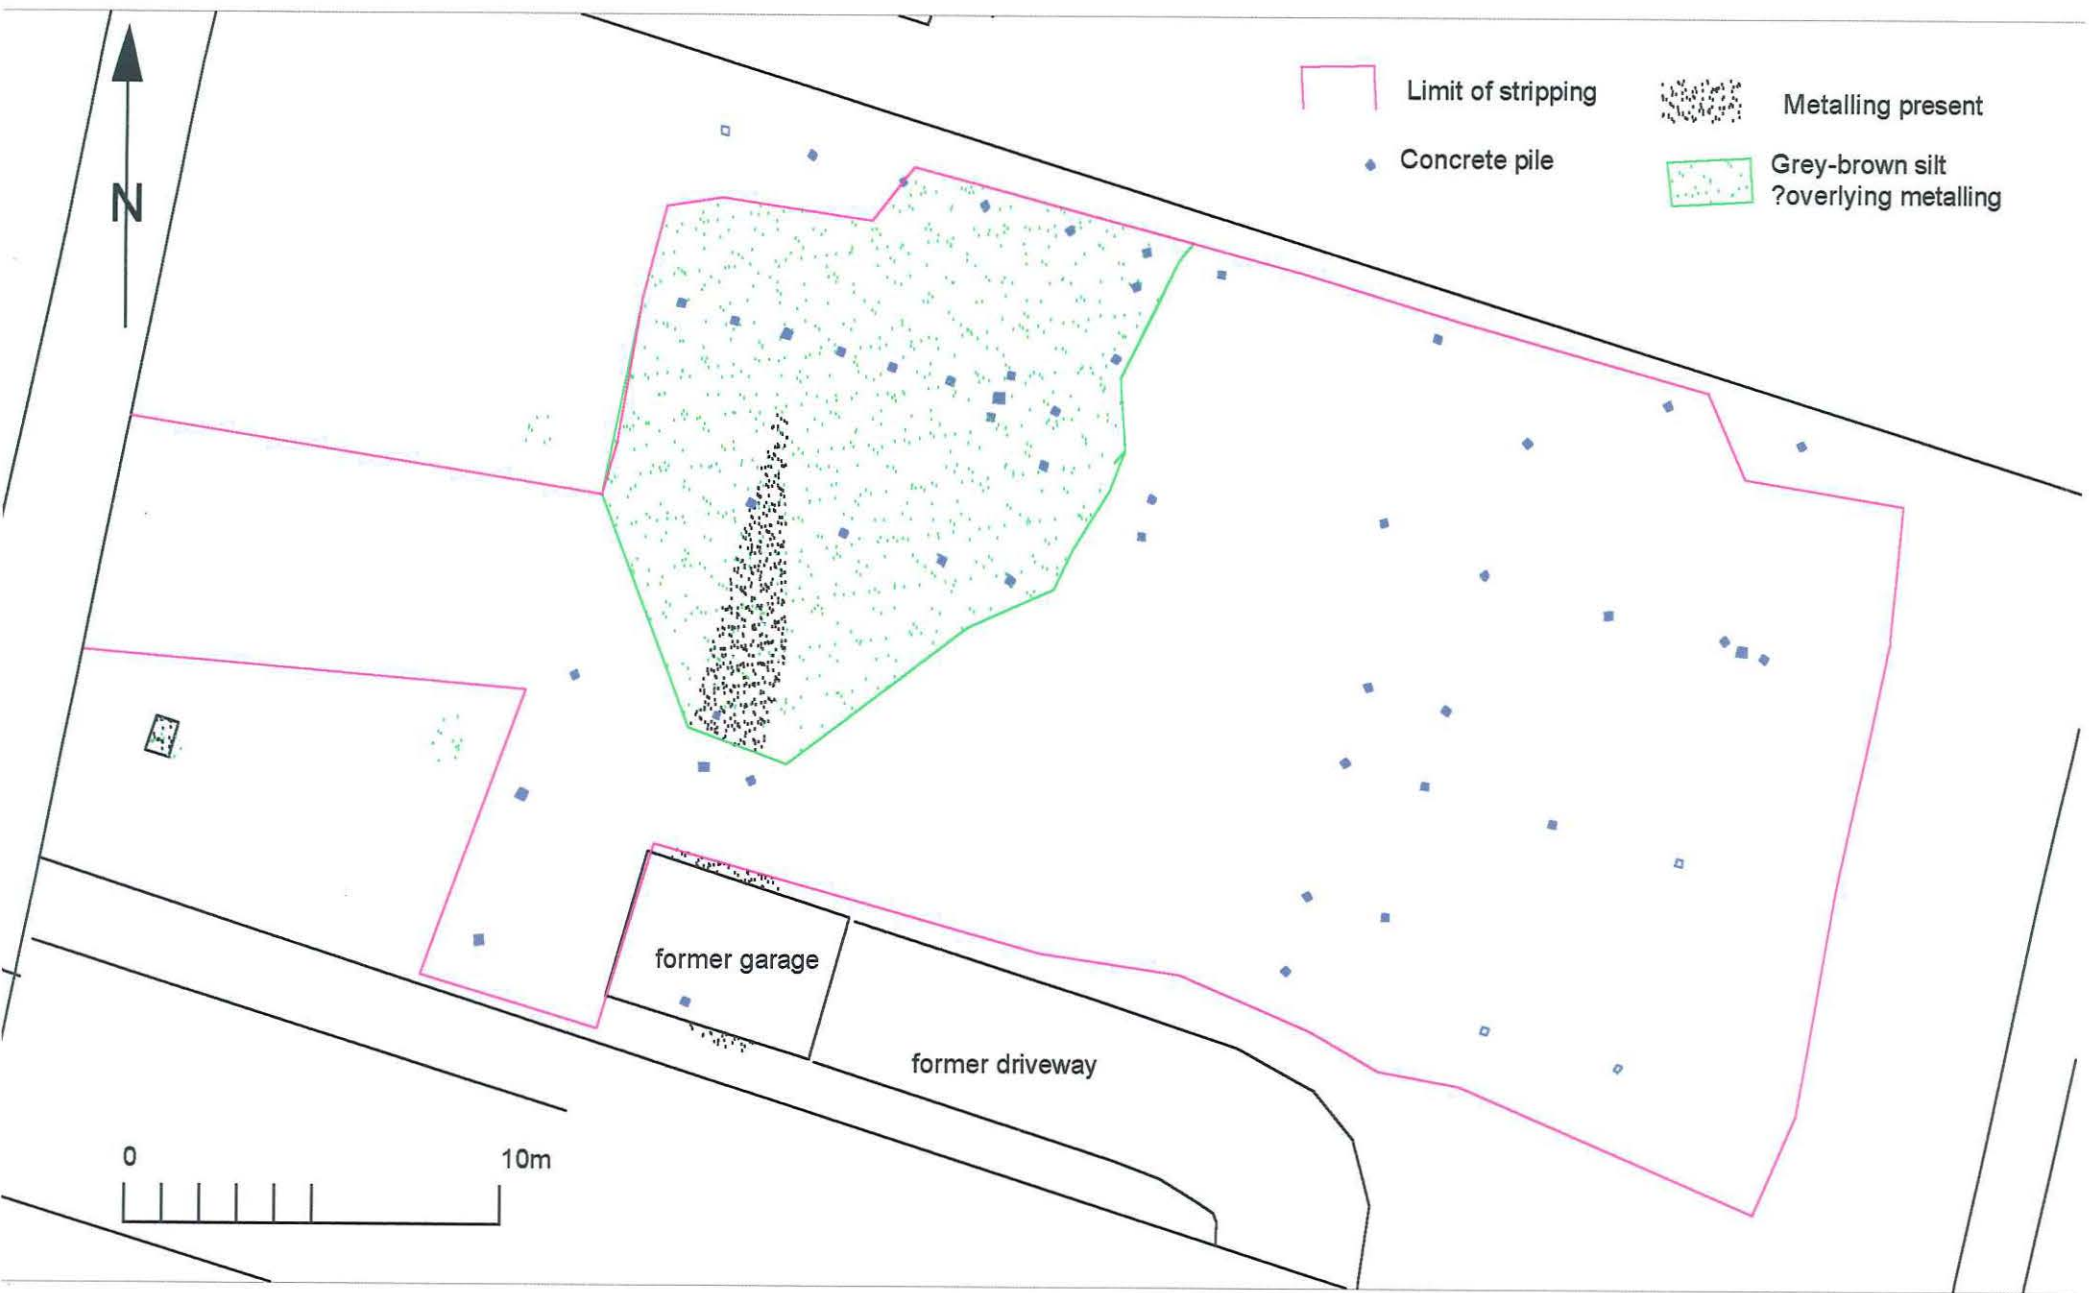 N
Limit of stripping
Metalling present
Concrete pile
Grey-brown silt
?overlying metalling
former garage
former driveway
0
10m